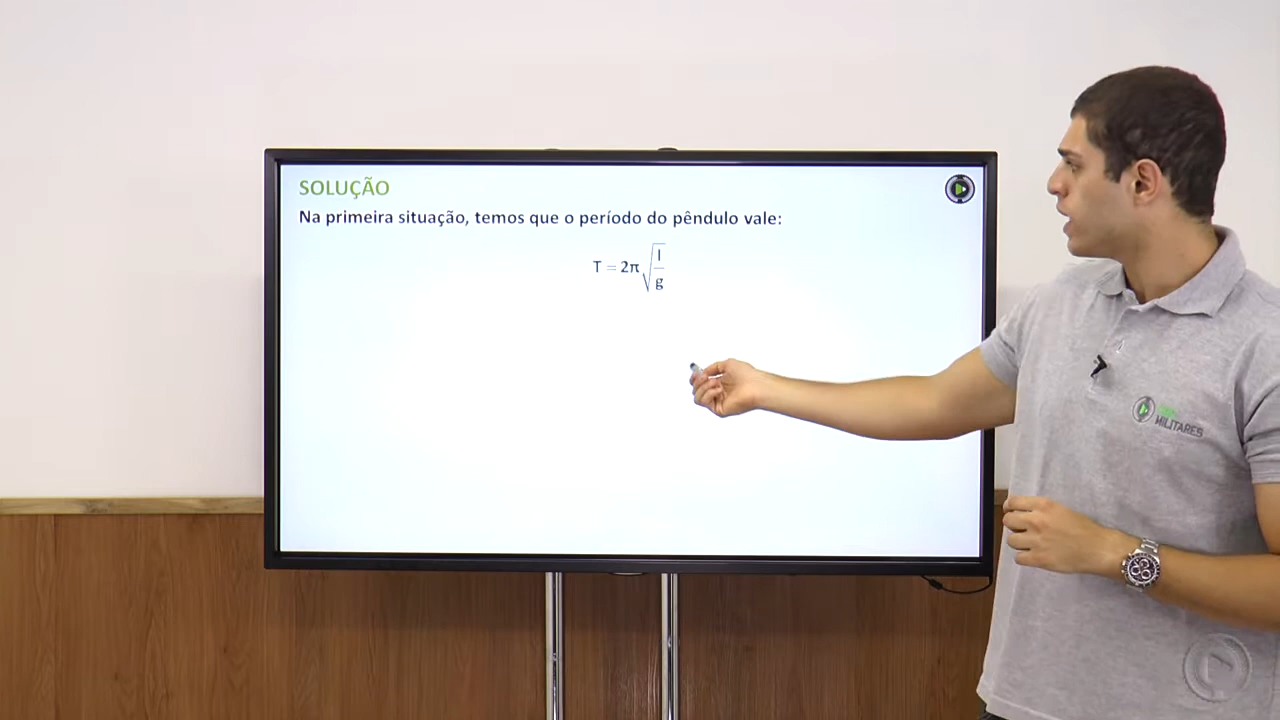 SOLUÇÃO
Na primeira situação, temos que o período do pêndulo vale:
T = 2π√(l/g)
MILITARES